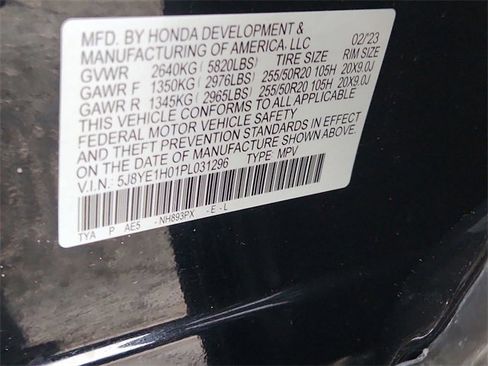 MFD. BY HONDA DEVELOPMENT & 02/23
MANUFACTURING OF AMERICA, LLC
GVWR 2640KG (5820LBS) TIRE SIZE RIM SIZE
GAWR F 1350KG (2976LBS) 255/50R20 105H 20X9.0J
GAWR R 1345KG (2965LBS) 255/50R20 105H 20X9.0J
THIS VEHICLE CONFORMS TO ALL APPLICABLE
FEDERAL MOTOR VEHICLE SAFETY
AND THEFT PREVENTION STANDARDS IN EFFECT
ON THE DATE OF MANUFACTURE SHOWN ABOVE.
V.I.N.: 5J8YE1H01PL031296 TYPE: MPV
TYA P AE5 -NH893PX -E-L